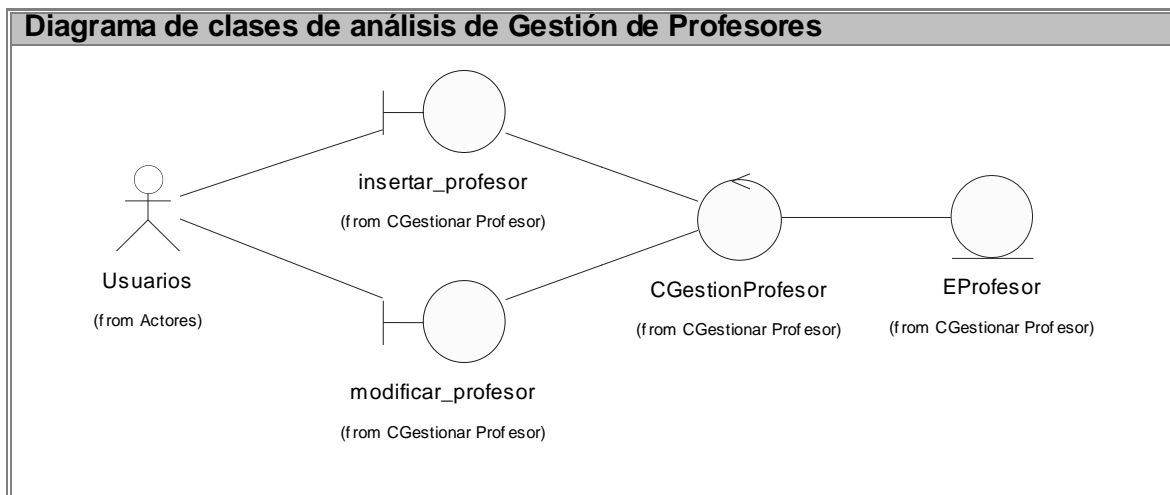 Diagrama de clases de análisis de Gestión de Profesores
insertar_profesor
(from CGestionar Profesor)
Usuarios
(from Actores)
CGestionProfesor
(from CGestionar Profesor)
EProfesor
(from CGestionar Profesor)
modificar_profesor
(from CGestionar Profesor)